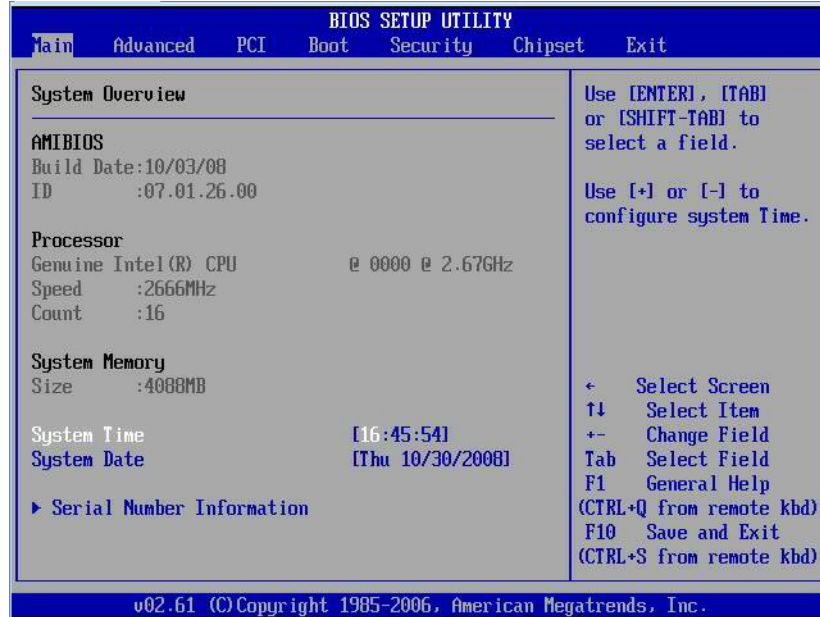 BIOS SETUP UTILITY
Main Advanced PCI Boot Security Chipset Exit
System Overview
AMIBIOS
Build Date:10/03/08
ID :07.01.26.00
Processor
Genuine Intel(R) CPU @ 0000 @ 2.67GHz
Speed :2666MHz
Count :16
System Memory
Size :4088MB
System Time [16:45:54]
System Date [Thu 10/30/2008]
▶ Serial Number Information
Use [ENTER], [TAB]
or [SHIFT-TAB] to
select a field.
Use [+] or [-] to
configure system Time.
← Select Screen
↑↓ Select Item
+- Change Field
Tab Select Field
F1 General Help
(CTRL+Q from remote kbd)
F10 Save and Exit
(CTRL+S from remote kbd)
v02.61 (C)Copyright 1985-2006, American Megatrends, Inc.